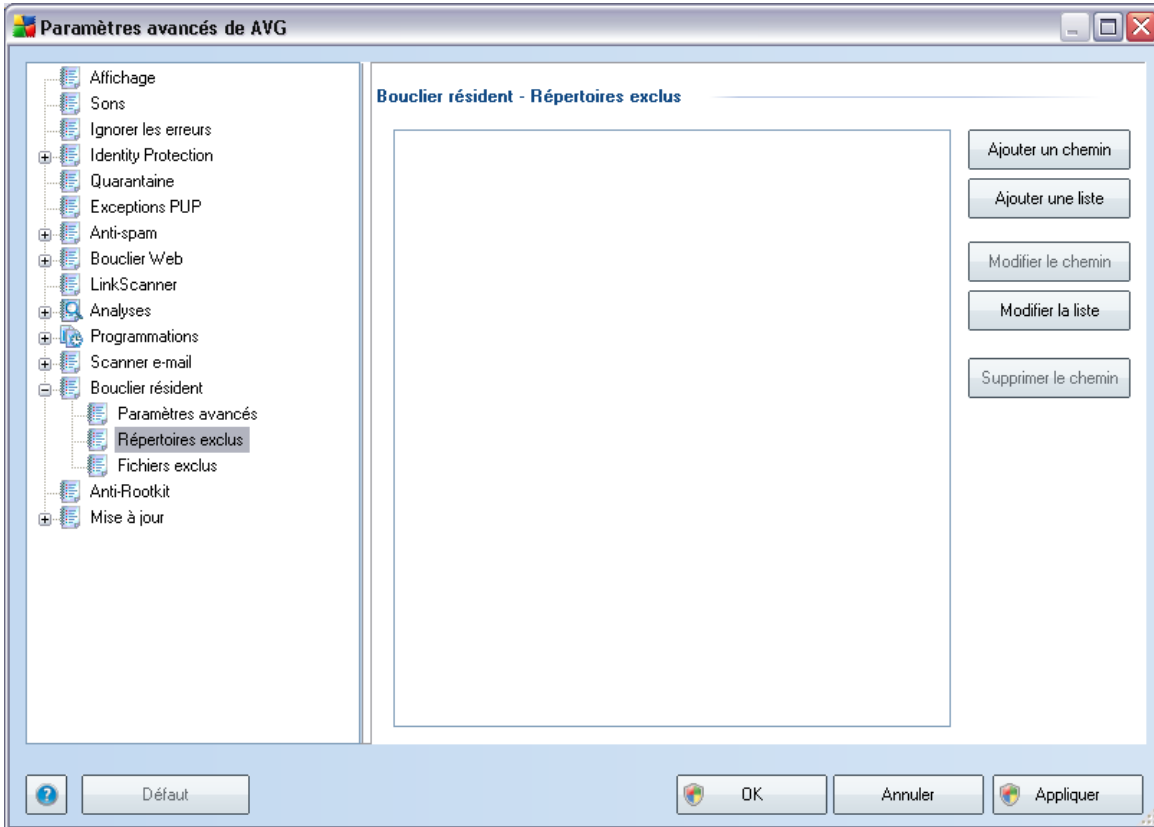 Paramètres avancés de AVG
Affichage
Sons
Ignorer les erreurs
Identity Protection
Quarantaine
Exceptions PUP
Anti-spam
Bouclier Web
LinkScanner
Analyses
Programmations
Scanner e-mail
Bouclier résident
Paramètres avancés
Répertoires exclus
Fichiers exclus
Anti-Rootkit
Mise à jour
Bouclier résident - Répertoires exclus
Ajouter un chemin
Ajouter une liste
Modifier le chemin
Modifier la liste
Supprimer le chemin
Défaut
OK
Annuler
Appliquer